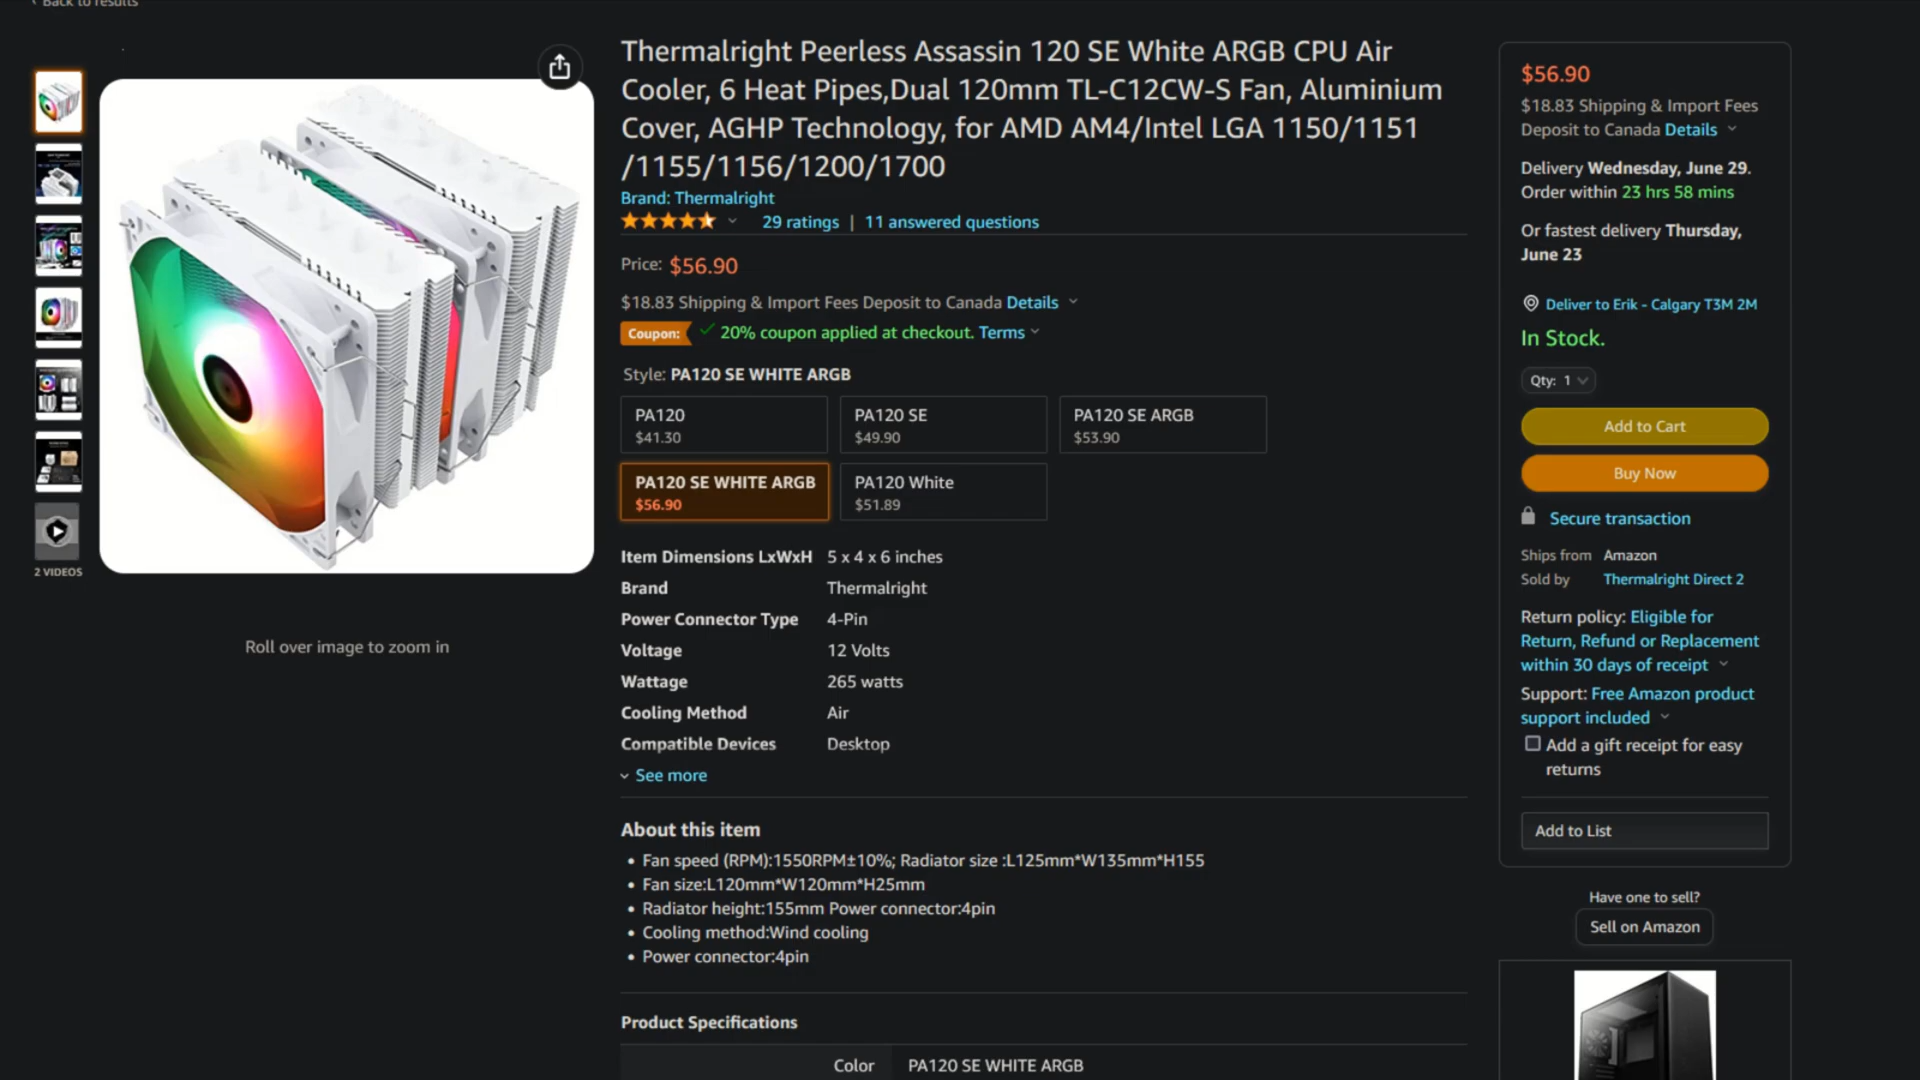 Back to results
2 VIDEOS
Roll over image to zoom in
Thermalright Peerless Assassin 120 SE White ARGB CPU Air
Cooler, 6 Heat Pipes,Dual 120mm TL-C12CW-S Fan, Aluminium
Cover, AGHP Technology, for AMD AM4/Intel LGA 1150/1151
/1155/1156/1200/1700
Brand: Thermalright
29 ratings | 11 answered questions
Price: $56.90
$18.83 Shipping & Import Fees Deposit to Canada Details
Coupon: 20% coupon applied at checkout. Terms
Style: PA120 SE WHITE ARGB
PA120
$41.30
PA120 SE
$49.90
PA120 SE ARGB
$53.90
PA120 SE WHITE ARGB
$56.90
PA120 White
$51.89
Item Dimensions LxWxH 5 x 4 x 6 inches
Brand Thermalright
Power Connector Type 4-Pin
Voltage 12 Volts
Wattage 265 watts
Cooling Method Air
Compatible Devices Desktop
See more
About this item
• Fan speed (RPM):1550RPM±10%; Radiator size :L125mm*W135mm*H155
• Fan size:L120mm*W120mm*H25mm
• Radiator height:155mm Power connector:4pin
• Cooling method:Wind cooling
• Power connector:4pin
Product Specifications
Color PA120 SE WHITE ARGB
$56.90
$18.83 Shipping & Import Fees
Deposit to Canada Details
Delivery Wednesday, June 29.
Order within 23 hrs 58 mins
Or fastest delivery Thursday,
June 23
Deliver to Erik - Calgary T3M 2M
In Stock.
Qty: 1
Add to Cart
Buy Now
Secure transaction
Ships from Amazon
Sold by Thermalright Direct 2
Return policy: Eligible for
Return, Refund or Replacement
within 30 days of receipt
Support: Free Amazon product
support included
Add a gift receipt for easy
returns
Add to List
Have one to sell?
Sell on Amazon